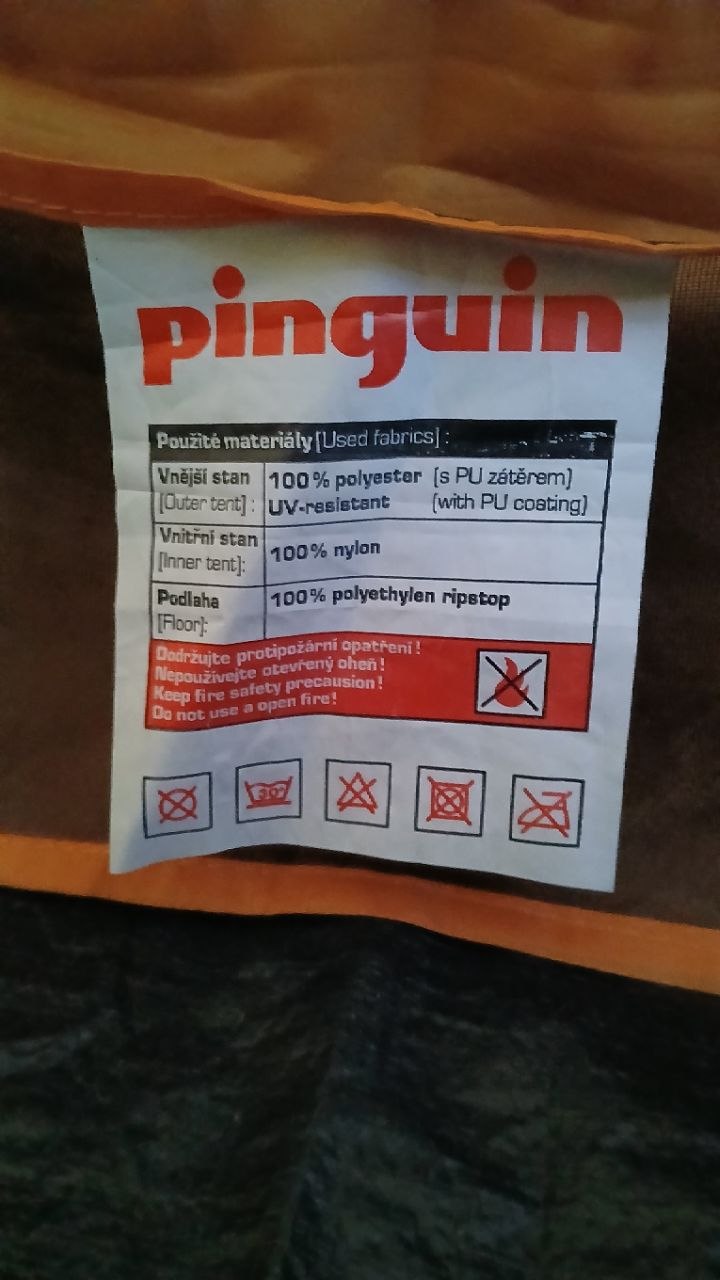 pinguin
Použité materiály [Used fabrics] :
Vnější stan 100% polyester (s PU zátěrem)
[Outer tent] : UV-resistant (with PU coating)
Vnitřní stan
[Inner tent]: 100% nylon
Podlaha 100% polyethylen ripstop
[Floor]:
Dodržujte protipožární opatření!
Nepoužívejte otevřený oheň!
Keep fire safety precausion!
Do not use a open fire!
30°